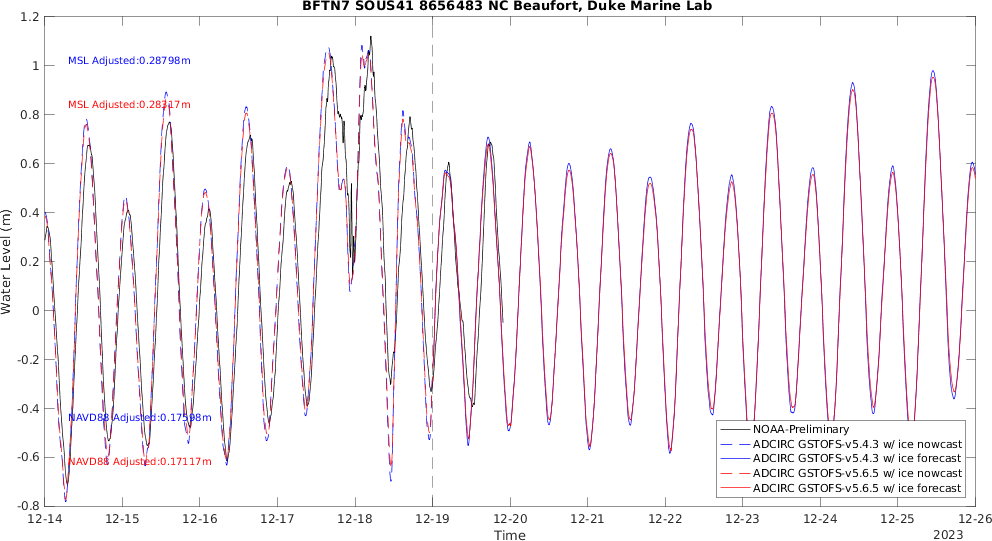 BFTN7 SOUS41 8656483 NC Beaufort, Duke Marine Lab
1.2
1
0.8
0.6
0.4
0.2
0
-0.2
-0.4
-0.6
-0.8
Water Level (m)
MSL Adjusted:0.28798m
MSL Adjusted:0.28317m
NAVD88 Adjusted:0.17598m
NAVD88 Adjusted:0.17117m
NOAA-Preliminary
ADCIRC GSTOFS-v5.4.3 w/ ice nowcast
ADCIRC GSTOFS-v5.4.3 w/ ice forecast
ADCIRC GSTOFS-v5.6.5 w/ ice nowcast
ADCIRC GSTOFS-v5.6.5 w/ ice forecast
12-14 12-15 12-16 12-17 12-18 12-19 12-20 12-21 12-22 12-23 12-24 12-25 12-26
Time
2023